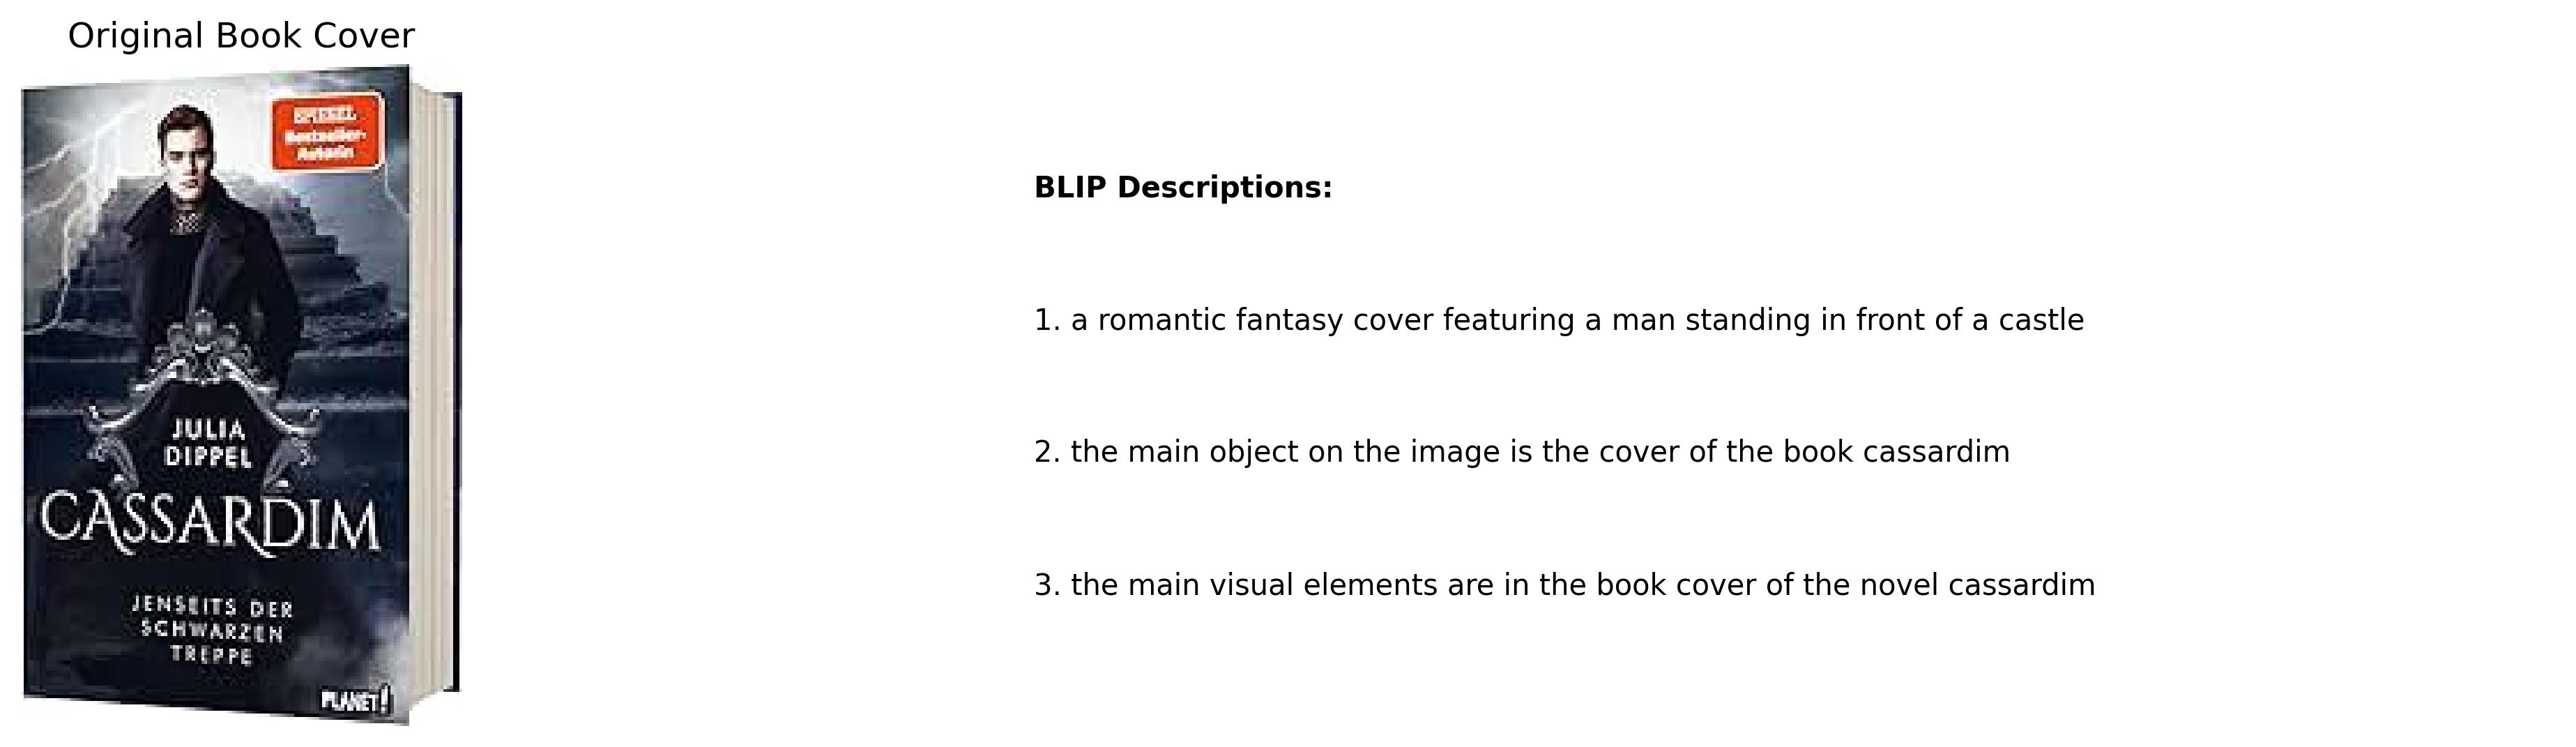 Original Book Cover
SPIEGEL
Bestseller-
Autorin
JULIA
DIPPEL
CASSARDIM
JENSEITS DER
SCHWARZEN
TREPPE
PLANET!
BLIP Descriptions:
1. a romantic fantasy cover featuring a man standing in front of a castle
2. the main object on the image is the cover of the book cassardim
3. the main visual elements are in the book cover of the novel cassardim